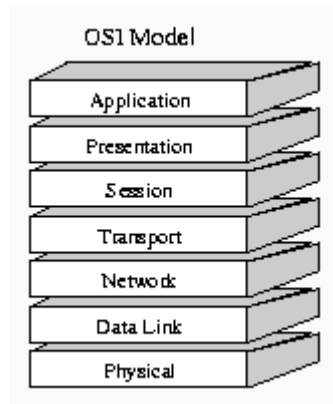 OSI Model
Application
Presentation
Session
Transport
Network
Data Link
Physical